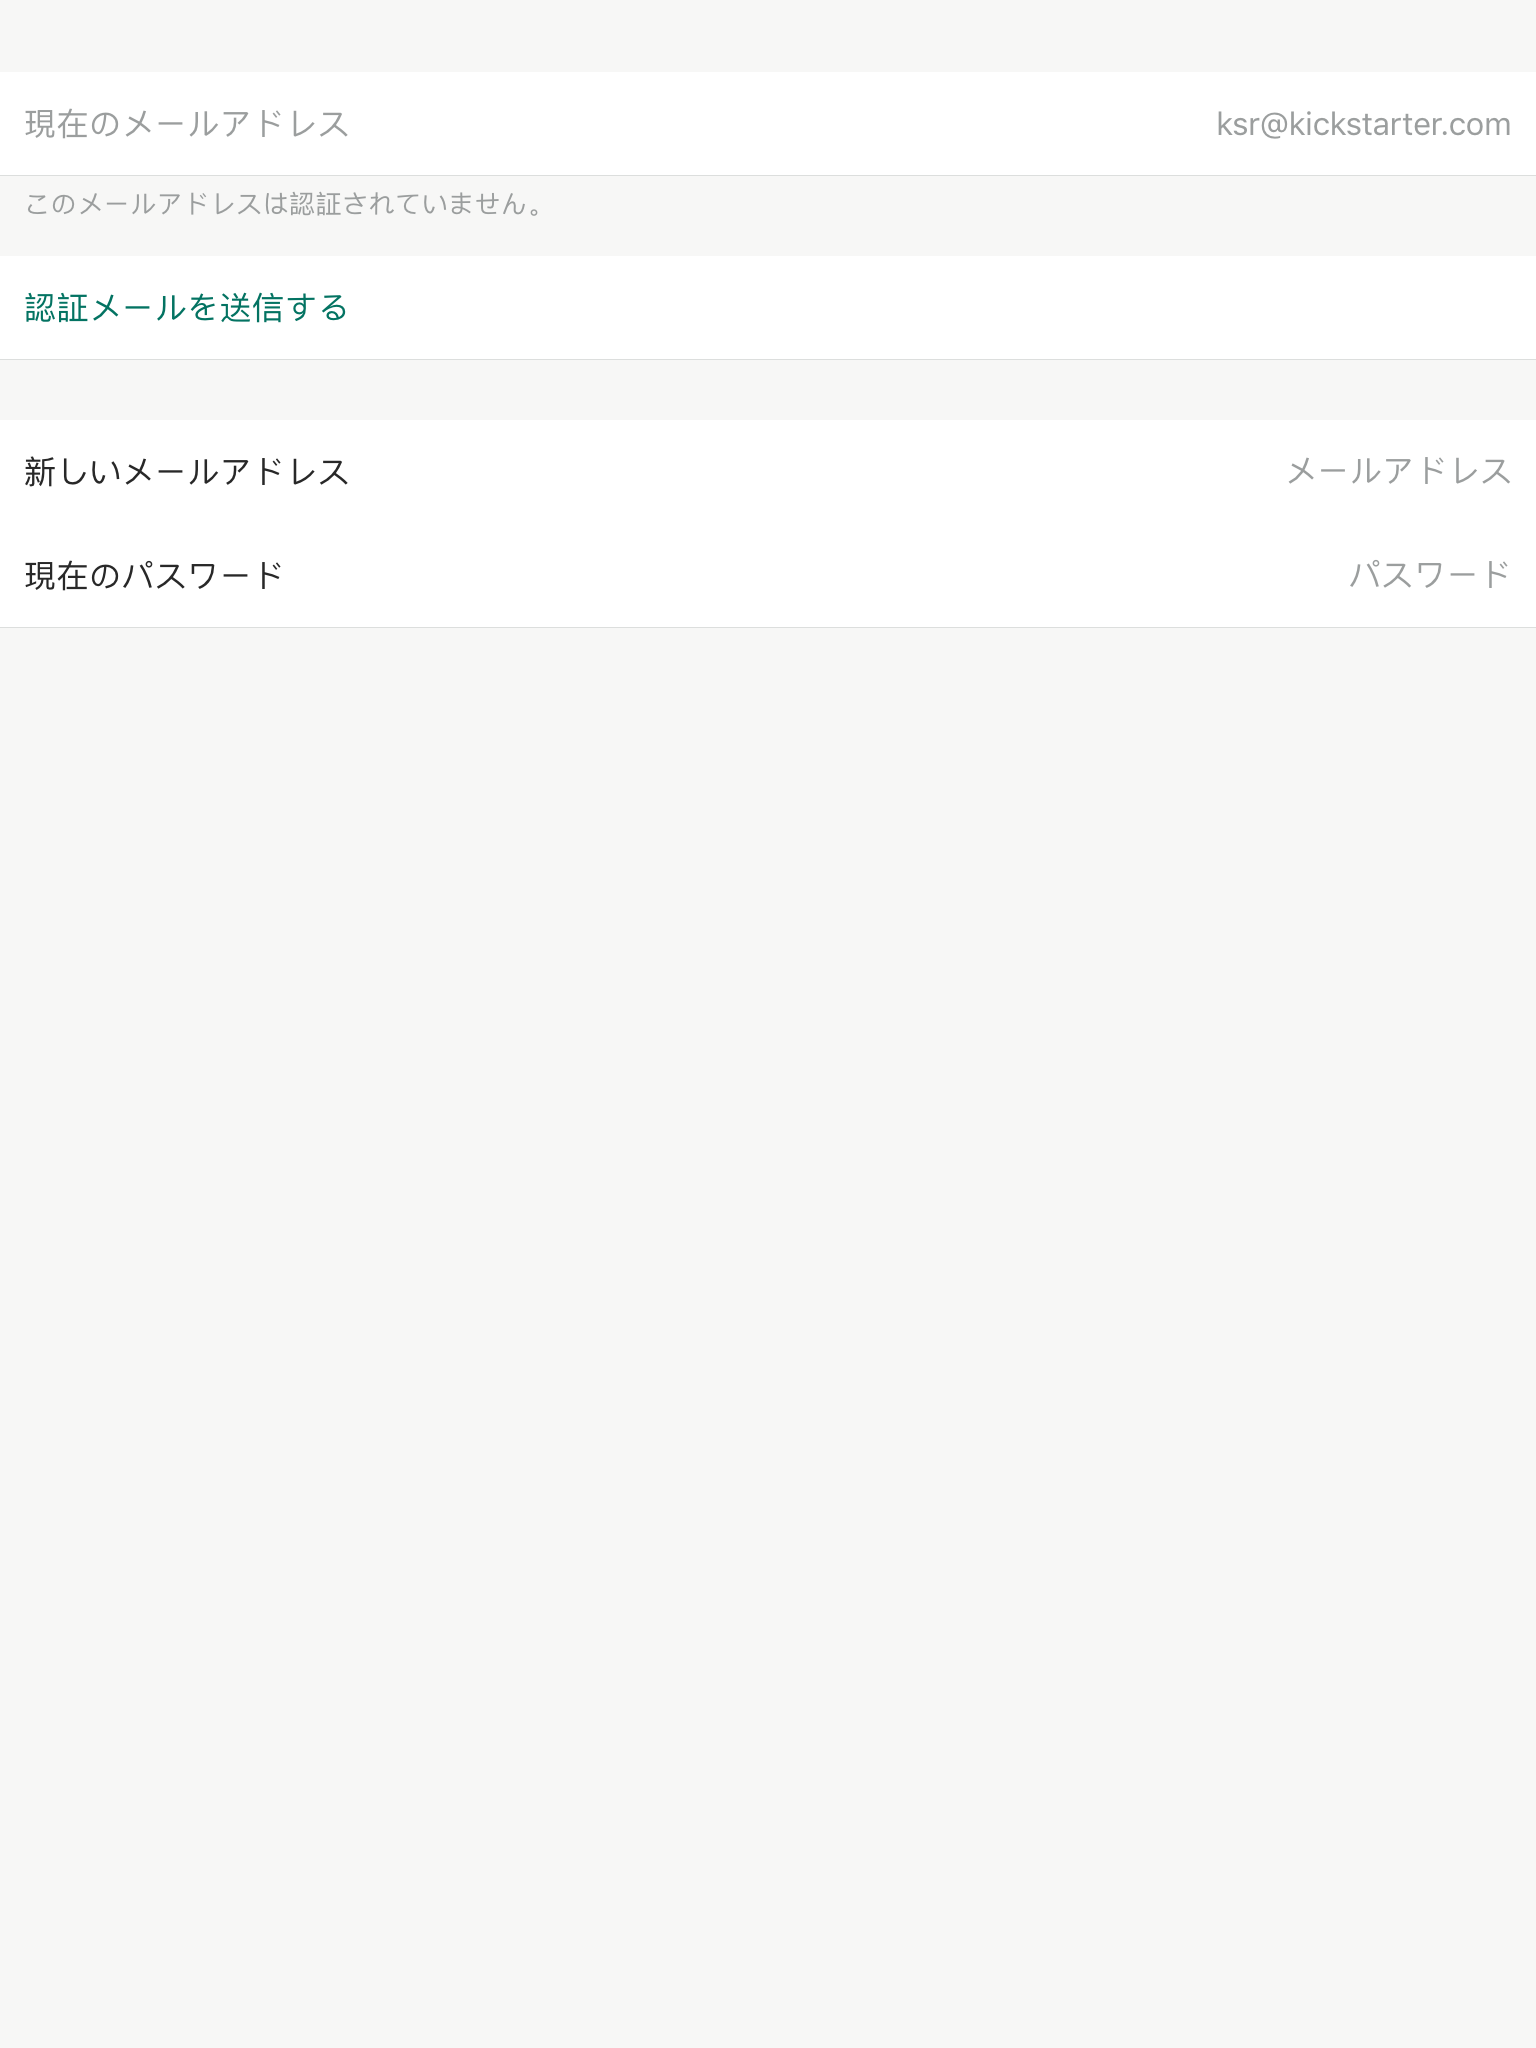 現在のメールアドレス ksr@kickstarter.com
このメールアドレスは認証されていません。
認証メールを送信する
新しいメールアドレス メールアドレス
現在のパスワード パスワード